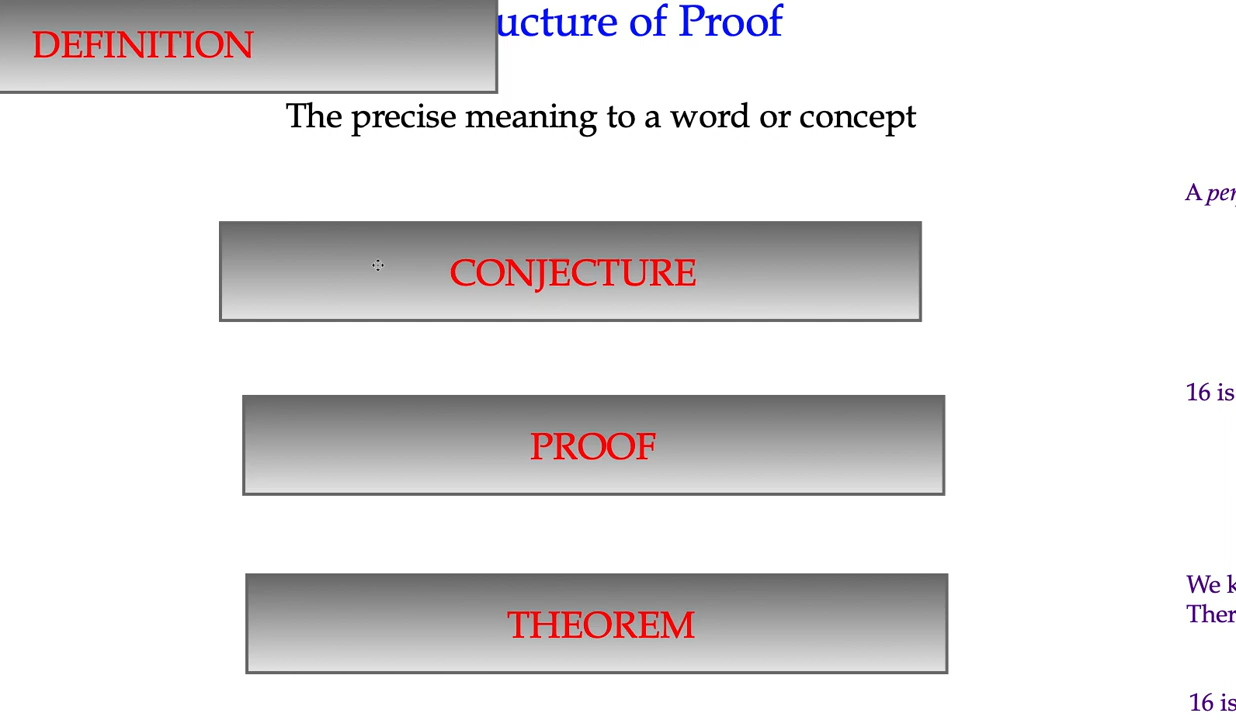 DEFINITION
ucture of Proof
The precise meaning to a word or concept
A
CONJECTURE
16 is
PROOF
We
Ther
THEOREM
16 is